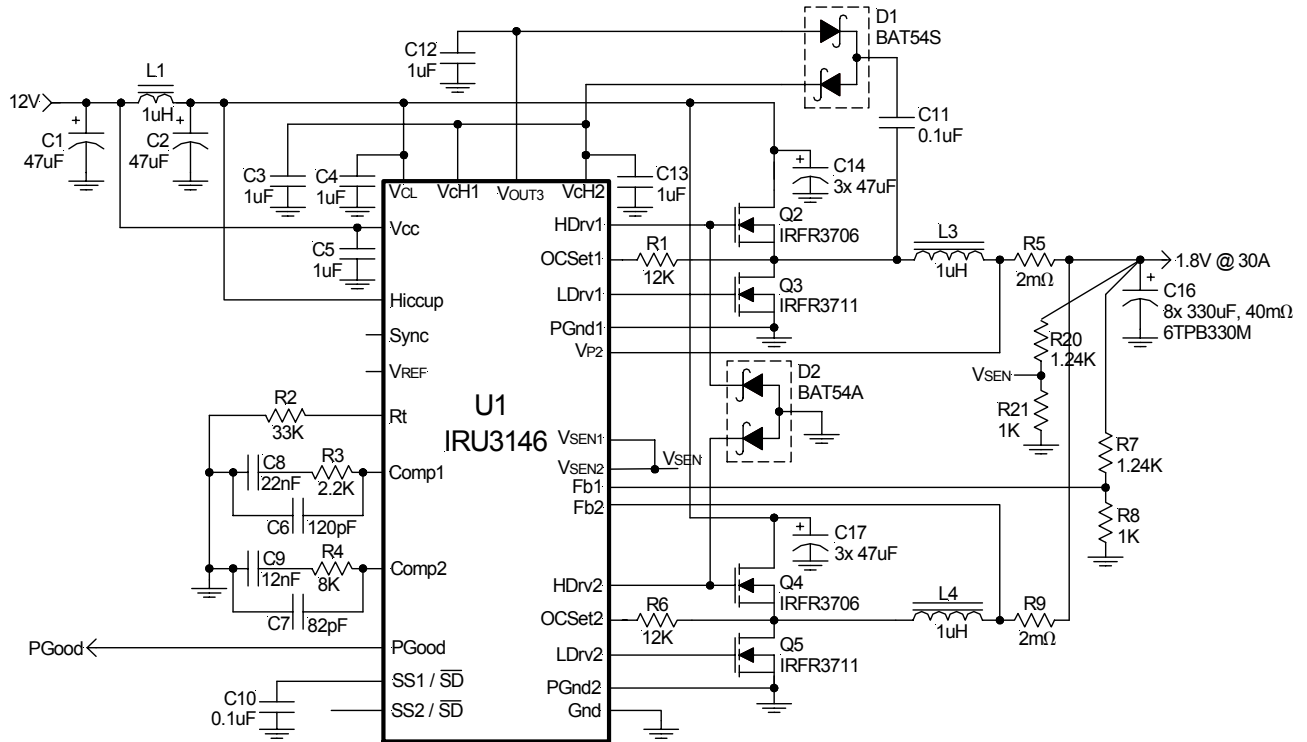 D1
BAT54S
C12
1uF
L1
12V
1uH
C11
0.1uF
C1
47uF
C2
47uF
C3
1uF
C4
1uF
C13
1uF
C14
3x 47uF
VCL
VcH1
VOUT3
VcH2
Vcc
HDrv1
Q2
IRFR3706
L3
R5
C5
1uF
OCSet1
R1
12K
1uH
2mΩ
1.8V @ 30A
Hiccup
LDrv1
Q3
IRFR3711
C16
8x 330uF, 40mΩ
6TPB330M
Sync
PGnd1
VP2
R20
1.24K
VREF
D2
BAT54A
VSEN
R2
33K
Rt
U1
IRU3146
R21
1K
C8
22nF
R3
2.2K
Comp1
VSEN1
VSEN2
VSEN
R7
1.24K
C6
120pF
Fb1
Fb2
R8
1K
C9
12nF
R4
8K
Comp2
C17
3x 47uF
C7
82pF
HDrv2
Q4
IRFR3706
L4
R9
OCSet2
R6
12K
1uH
2mΩ
PGood
PGood
LDrv2
Q5
IRFR3711
SS1 / SD
PGnd2
C10
0.1uF
SS2 / SD
Gnd